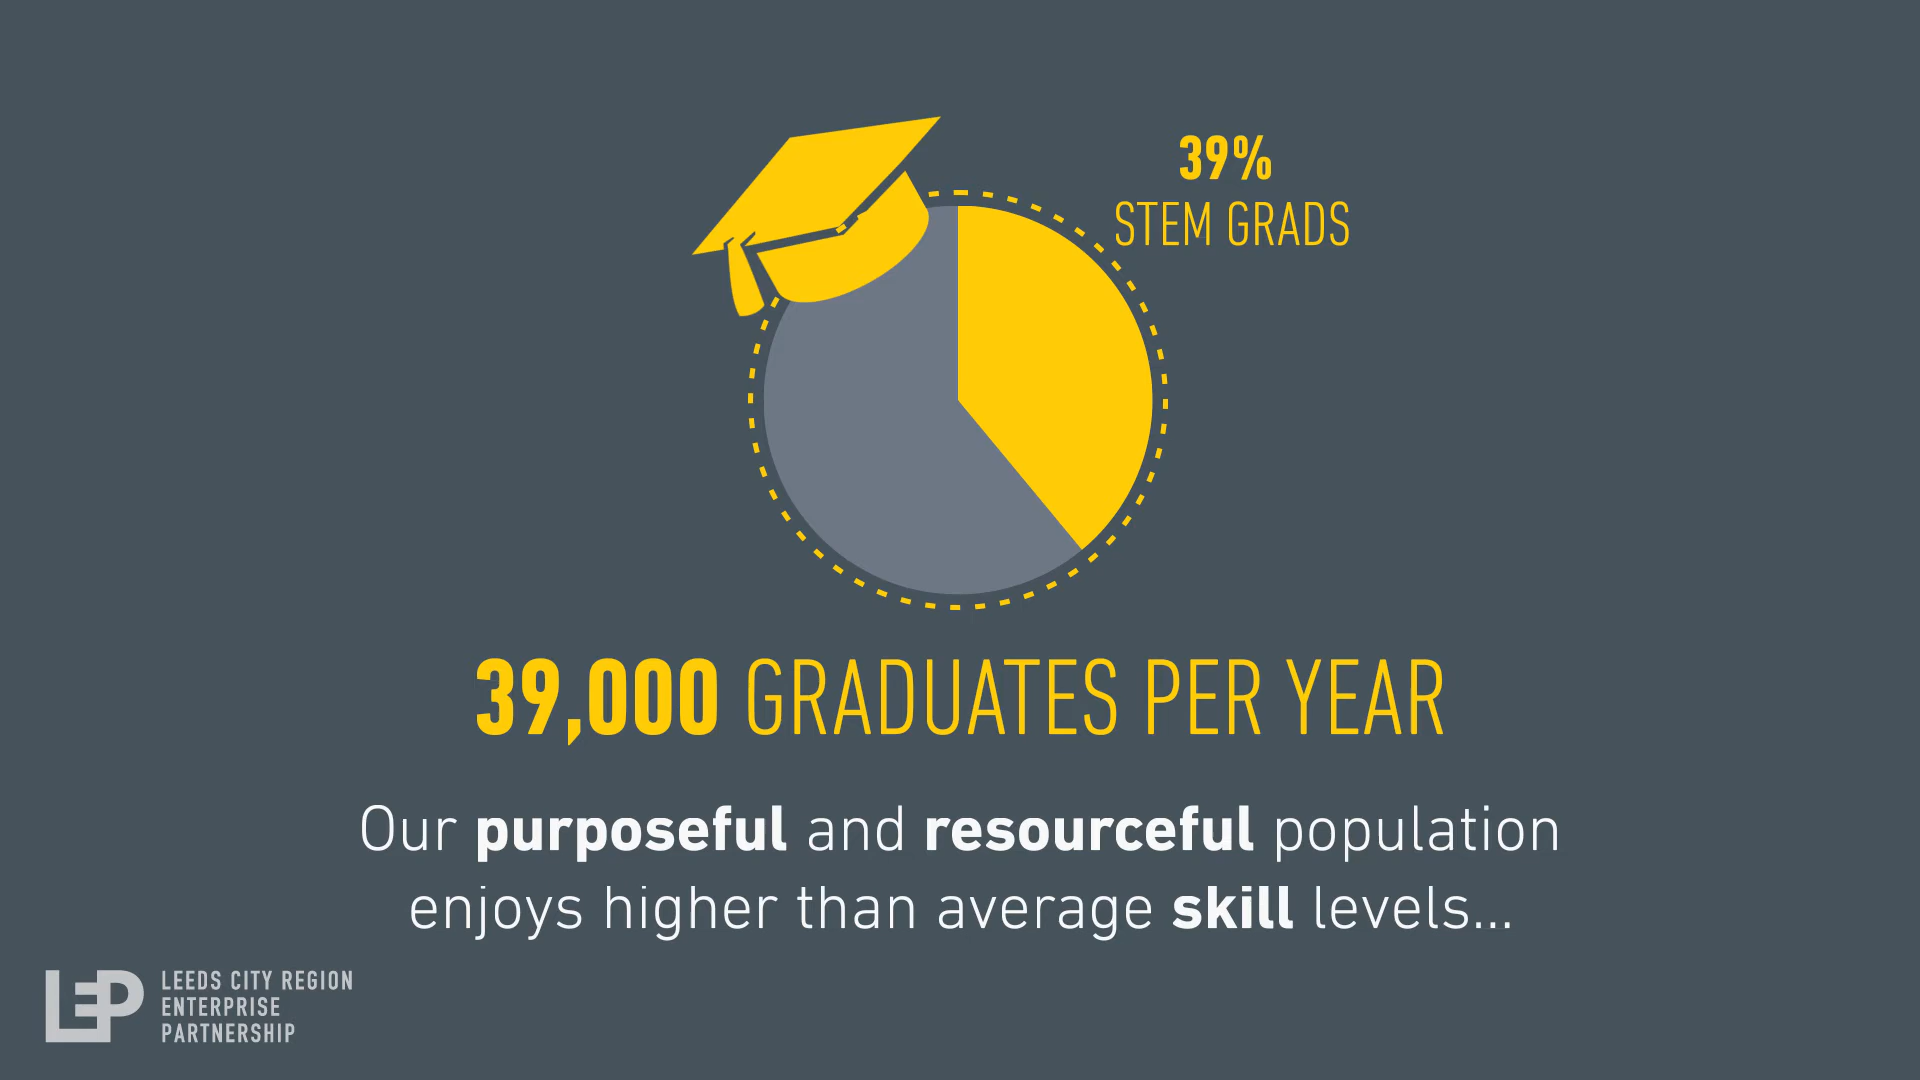 39%
STEM GRADS
39,000 GRADUATES PER YEAR
Our purposeful and resourceful population
enjoys higher than average skill levels...
LEP
LEEDS CITY REGION
ENTERPRISE
PARTNERSHIP